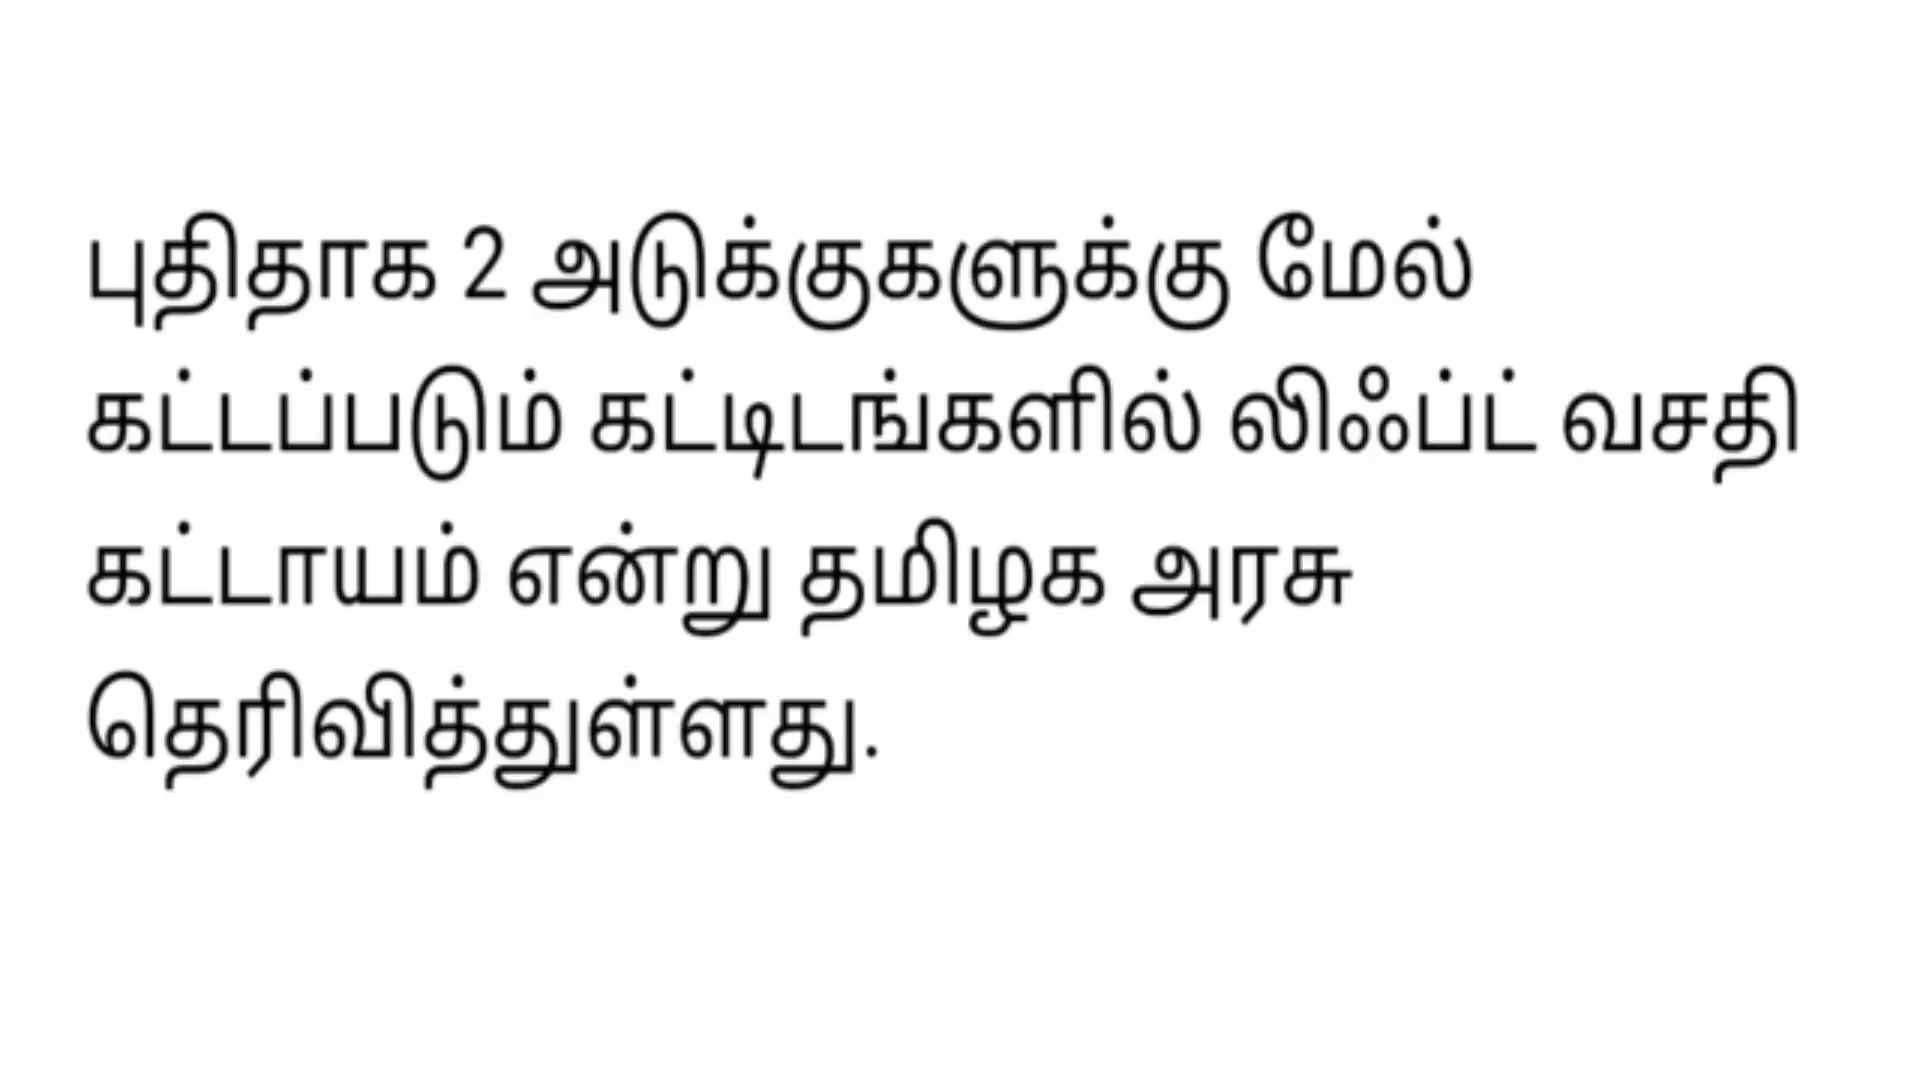 புதிதாக 2 அடுக்குகளுக்கு மேல்
கட்டப்படும் கட்டிடங்களில் லிஃப்ட் வசதி
கட்டாயம் என்று தமிழக அரசு
தெரிவித்துள்ளது.